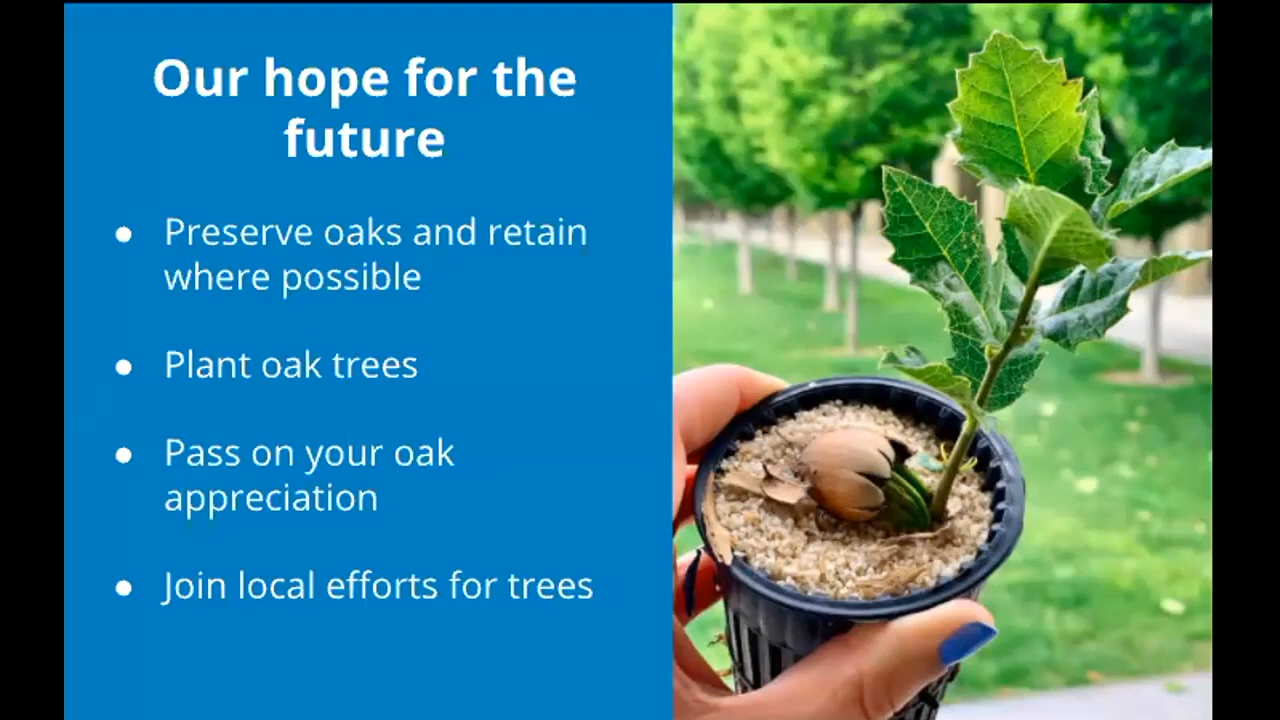 Our hope for the
future
● Preserve oaks and retain
where possible
● Plant oak trees
● Pass on your oak
appreciation
● Join local efforts for trees